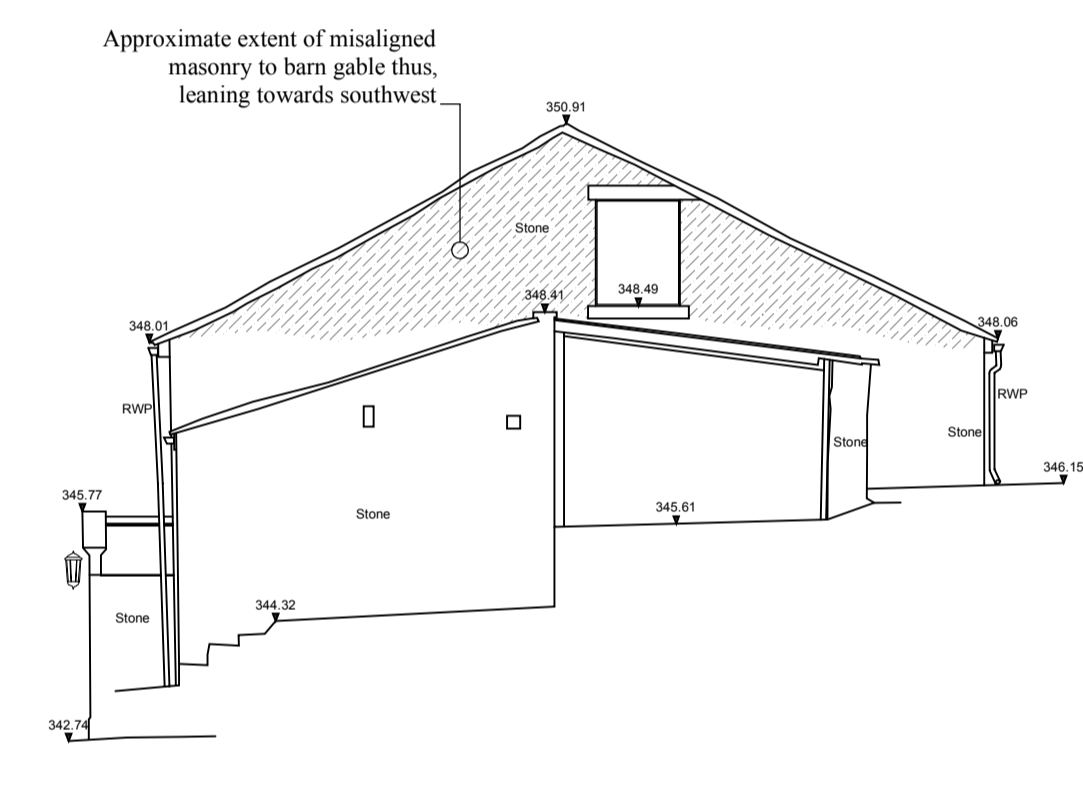 Approximate extent of misaligned
masonry to barn gable thus,
leaning towards southwest
350.91
Stone
348.41
348.49
348.01
348.06
RWP
RWP
Stone
Stone
346.15
345.77
Stone
345.61
344.32
Stone
342.74